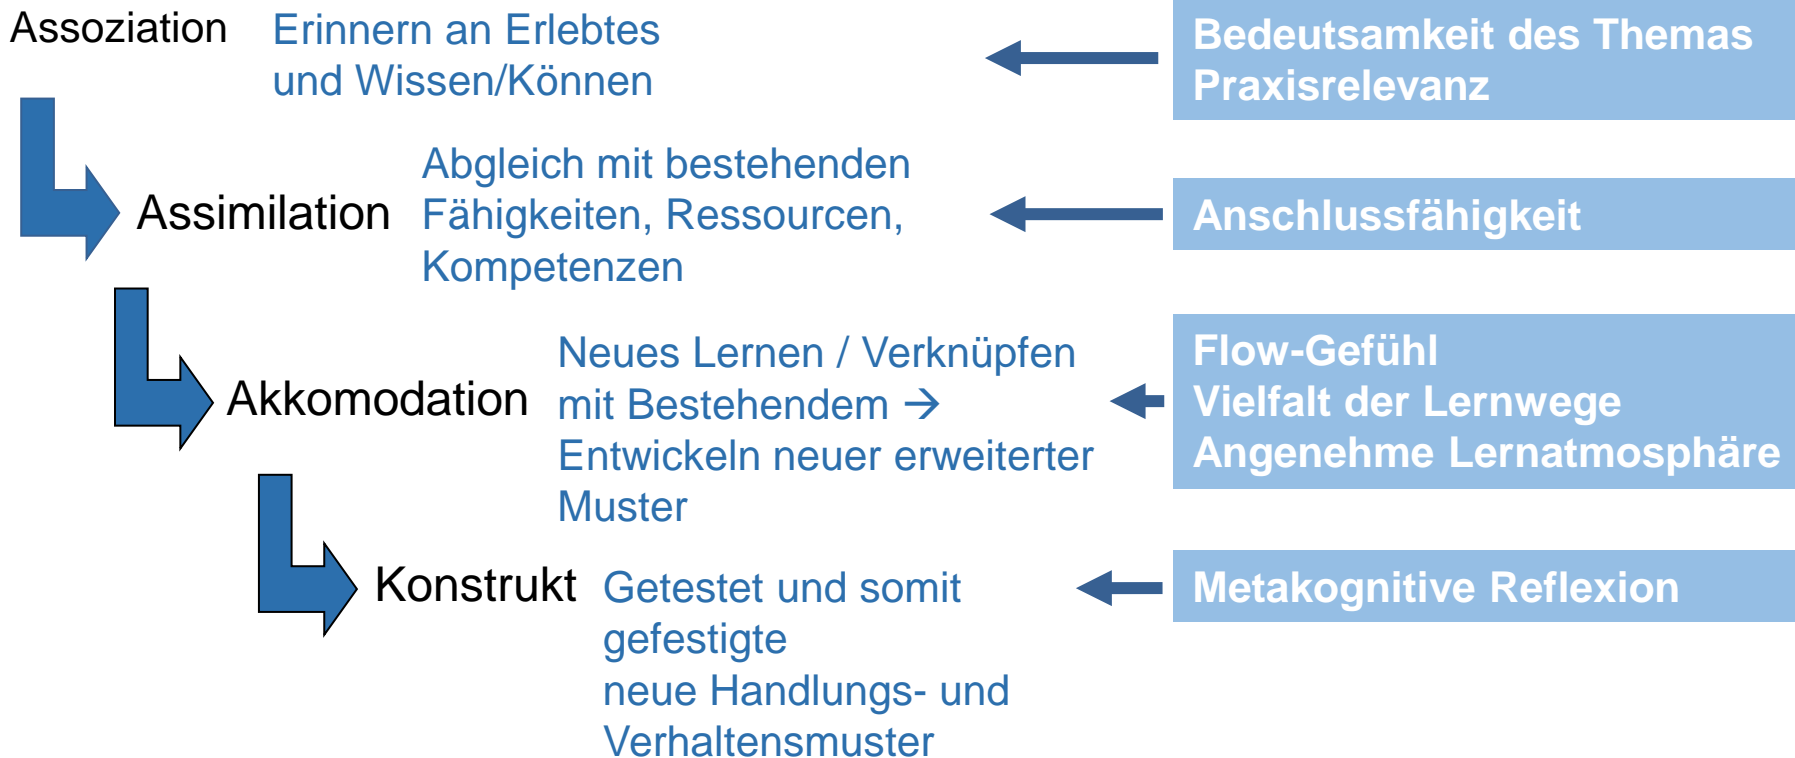 Assoziation
Erinnern an Erlebtes
und Wissen/Können
Bedeutsamkeit des Themas
Praxisrelevanz
Assimilation
Abgleich mit bestehenden
Fähigkeiten, Ressourcen,
Kompetenzen
Anschlussfähigkeit
Akkomodation
Neues Lernen / Verknüpfen
mit Bestehendem →
Entwickeln neuer erweiterter
Muster
Flow-Gefühl
Vielfalt der Lernwege
Angenehme Lernatmosphäre
Konstrukt
Getestet und somit
gefestigte
neue Handlungs- und
Verhaltensmuster
Metakognitive Reflexion